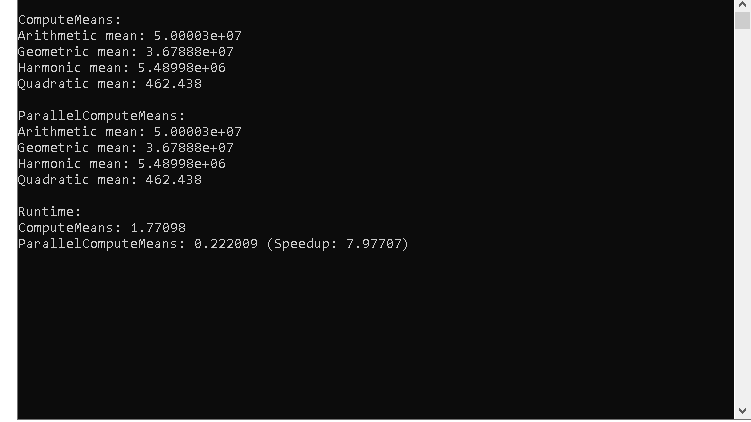 ComputeMeans:
Arithmetic mean: 5.00003e+07
Geometric mean: 3.67888e+07
Harmonic mean: 5.48998e+06
Quadratic mean: 462.438
ParallelComputeMeans:
Arithmetic mean: 5.00003e+07
Geometric mean: 3.67888e+07
Harmonic mean: 5.48998e+06
Quadratic mean: 462.438
Runtime:
ComputeMeans: 1.77098
ParallelComputeMeans: 0.222009 (Speedup: 7.97707)